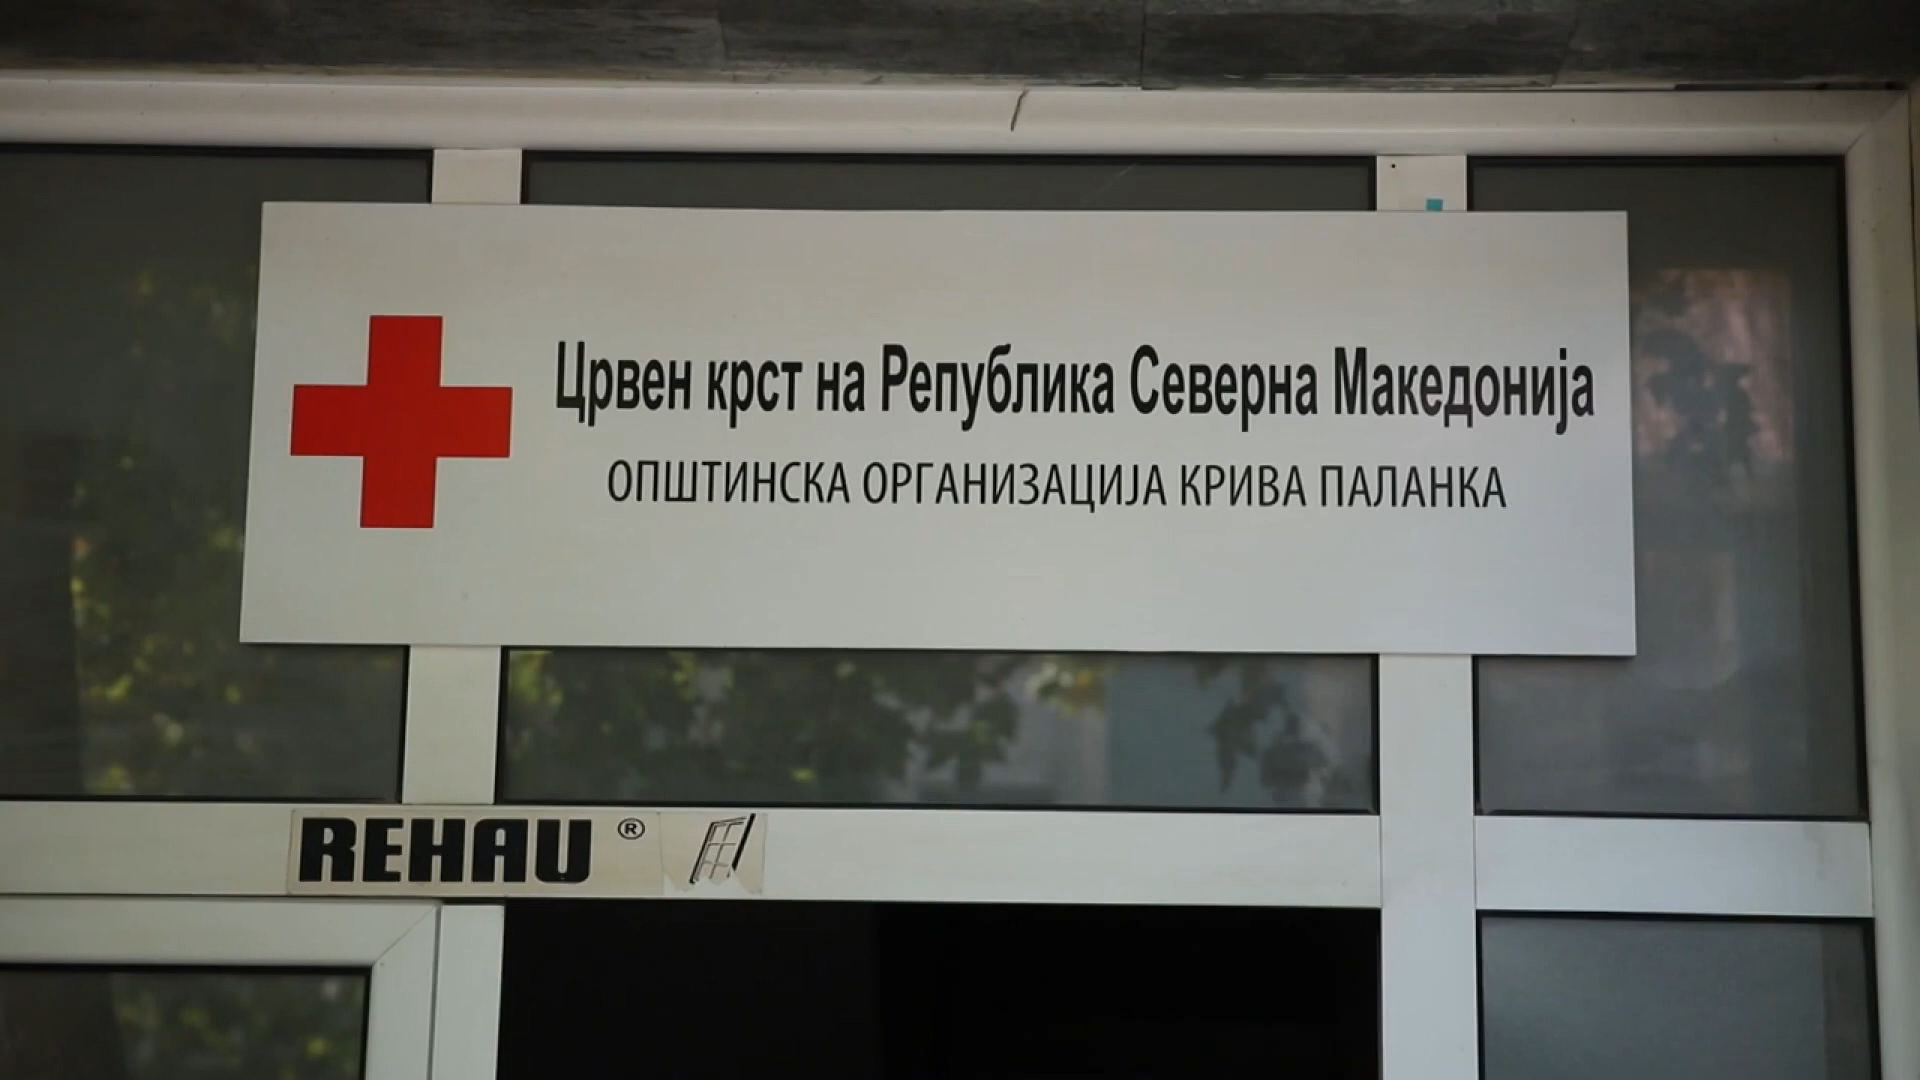 Црвен крст на Република Северна Македонија
ОПШТИНСКА ОРГАНИЗАЦИЈА КРИВА ПАЛАНКА
REHAU ®